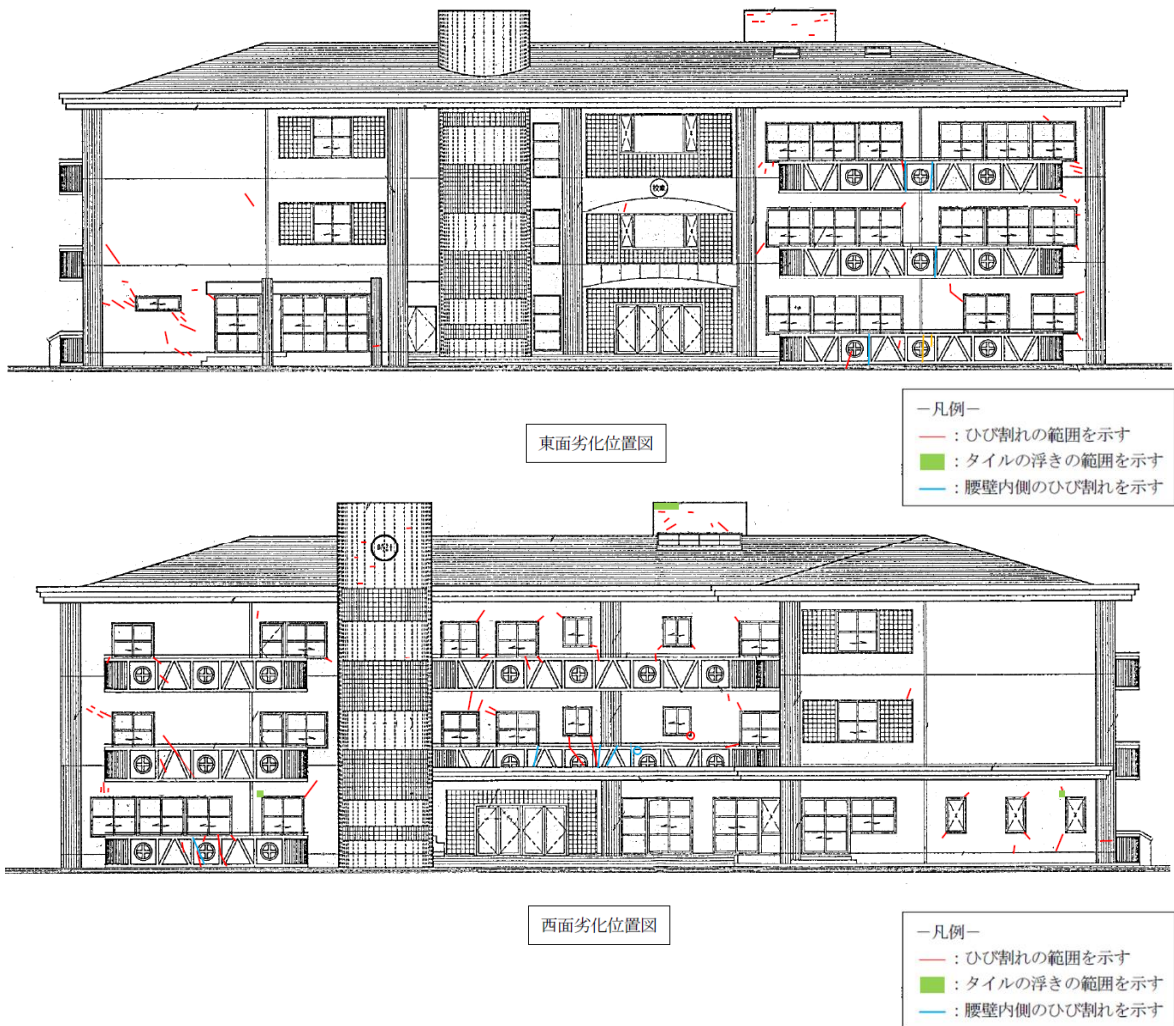 校章
東面劣化位置図
－凡例－
：ひび割れの範囲を示す
：タイルの浮きの範囲を示す
：腰壁内側のひび割れを示す
西面劣化位置図
－凡例－
：ひび割れの範囲を示す
：タイルの浮きの範囲を示す
：腰壁内側のひび割れを示す